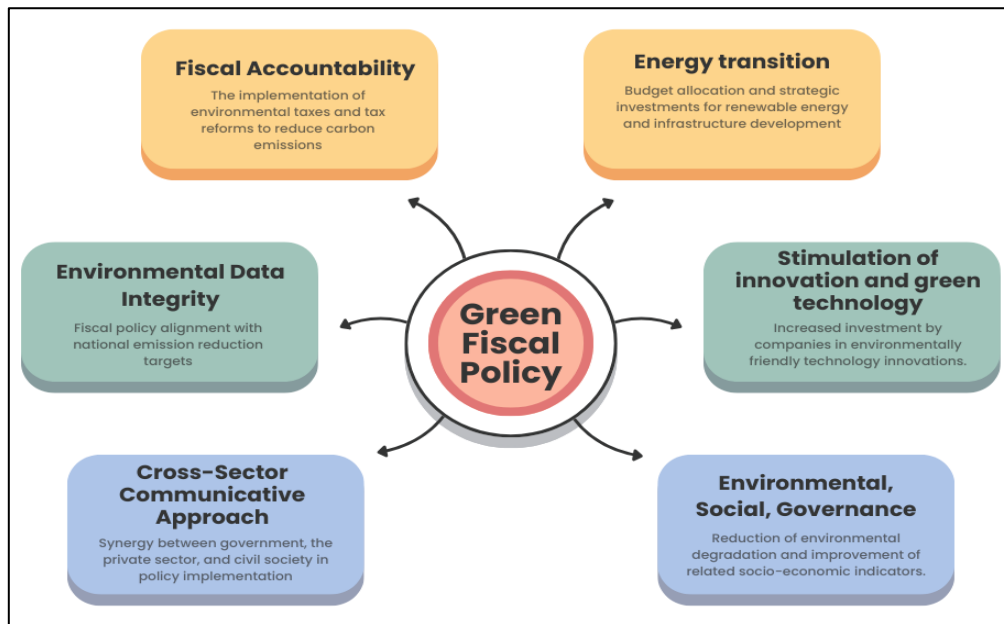 Fiscal Accountability
The implementation of
environmental taxes and tax
reforms to reduce carbon
emissions
Energy transition
Budget allocation and strategic
investments for renewable energy
and infrastructure development
Environmental Data
Integrity
Fiscal policy alignment with
national emission reduction
targets
Green
Fiscal
Policy
Stimulation of
innovation and green
technology
Increased investment by
companies in environmentally
friendly technology innovations.
Cross-Sector
Communicative
Approach
Synergy between government, the
private sector, and civil society in
policy implementation
Environmental,
Social, Governance
Reduction of environmental
degradation and improvement of
related socio-economic indicators.